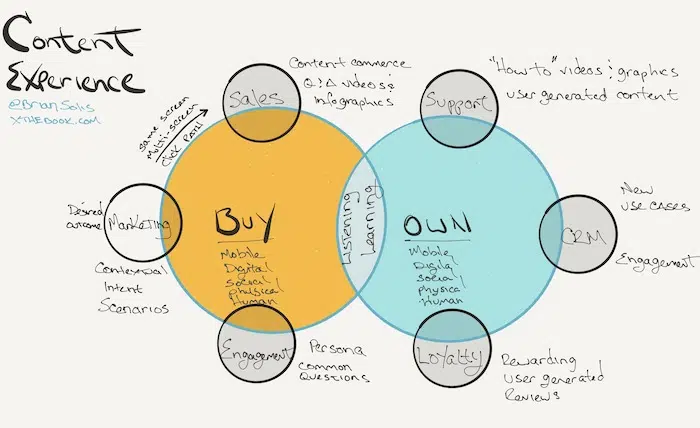 Content
Experience
@BrianSolis
XTHEBOOK.COM
Same screen
Multi-screen
Click Path
Sales
Content commerce
Q & A videos &
infographics
Support
"How to" videos & graphics
user generated content
Desired
outcome
Marketing
Contextual
Intent
Scenarios
BUY
Mobile
Digital
Social
Physical
Human
Listening
Learning
OWN
Mobile
Digital
Social
Physical
Human
CRM
New
Use cases
Engagement
Engagement
Persona
Common
Questions
Loyalty
Rewarding
User generated
Reviews